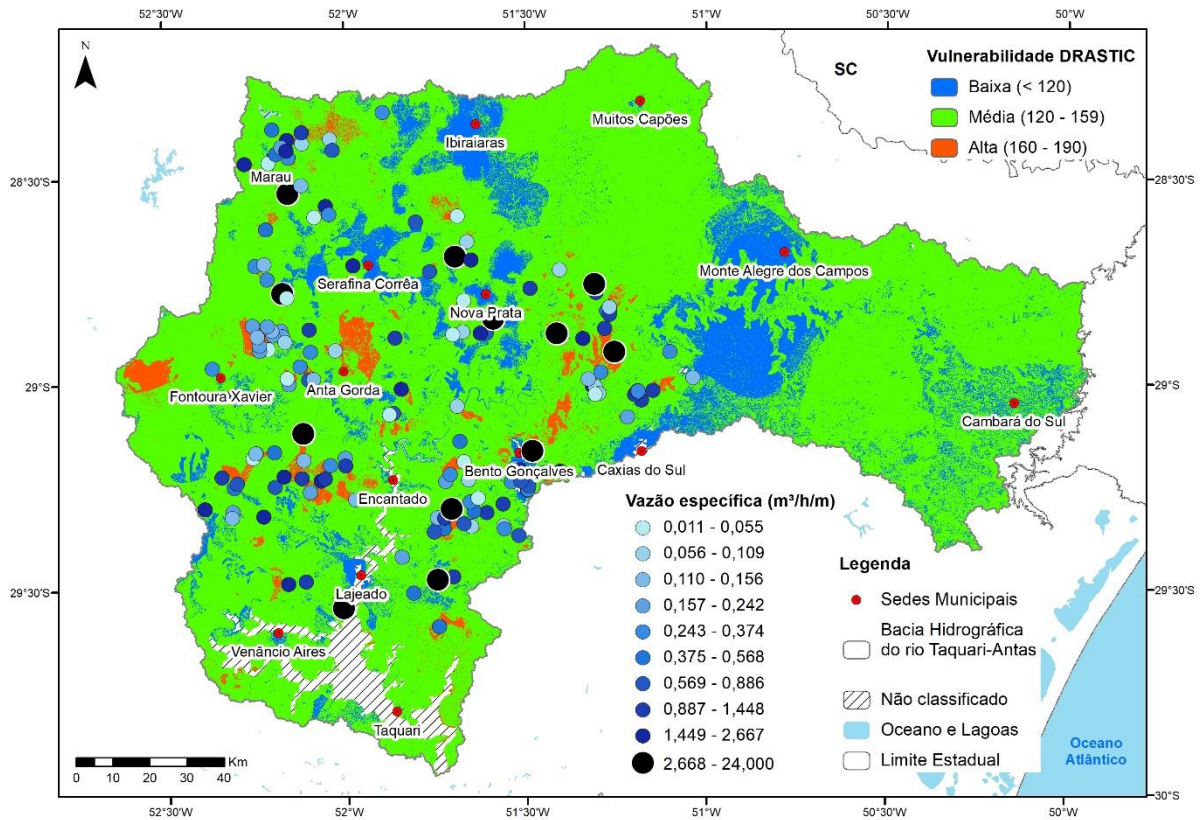 52°30'W
52°W
51°30'W
51°W
50°30'W
50°W
N
SC
Vulnerabilidade DRASTIC
Baixa (< 120)
Média (120 - 159)
Alta (160 - 190)
Muitos Capões
Ibiraiaras
28°30'S
28°30'S
Marau
Serafina Corrêa
Monte Alegre dos Campos
Nova Prata
29°S
29°S
Fontoura Xavier
Anta Gorda
Cambará do Sul
Bento Gonçalves
Caxias do Sul
Encantado
Vazão específica (m³/h/m)
0,011 - 0,055
0,056 - 0,109
0,110 - 0,156
0,157 - 0,242
0,243 - 0,374
0,375 - 0,568
0,569 - 0,886
0,887 - 1,448
1,449 - 2,667
2,668 - 24,000
Legenda
Sedes Municipais
Bacia Hidrográfica
do rio Taquari-Antas
Não classificado
Oceano e Lagoas
Limite Estadual
29°30'S
29°30'S
Lajeado
Venâncio Aires
Taquari
Oceano
Atlântico
Km
0 10 20 30 40
30°S
52°30'W
52°W
51°30'W
51°W
50°30'W
50°W